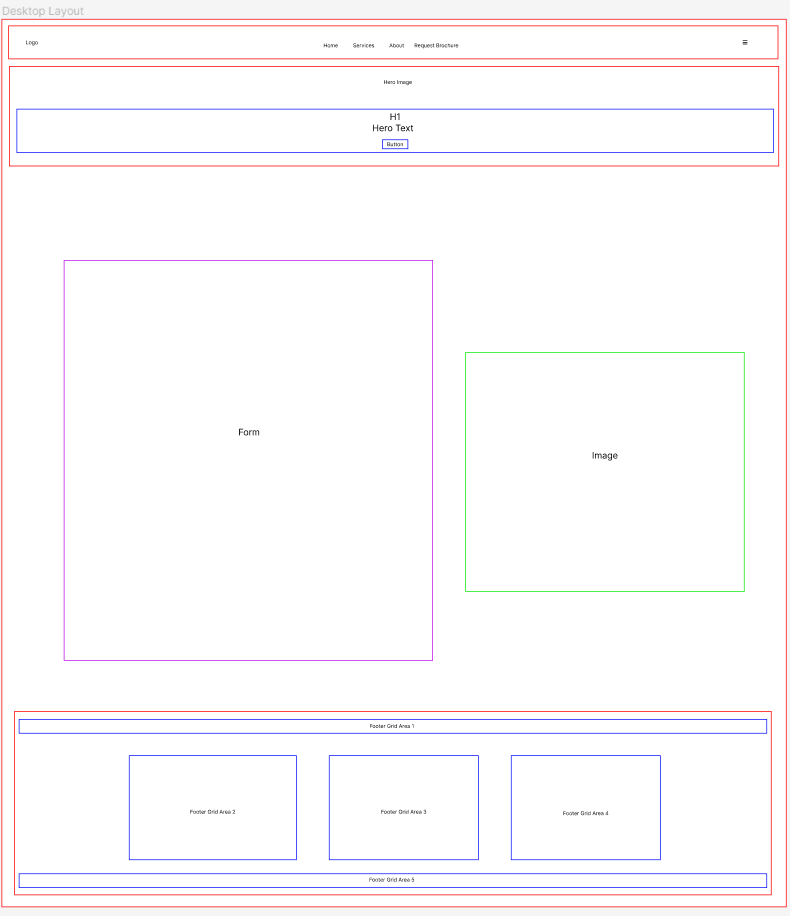 Desktop Layout
Logo
Home Services About Request Brochure
☰
Hero Image
H1
Hero Text
Button
Form
Image
Footer Grid Area 1
Footer Grid Area 2
Footer Grid Area 3
Footer Grid Area 4
Footer Grid Area 5